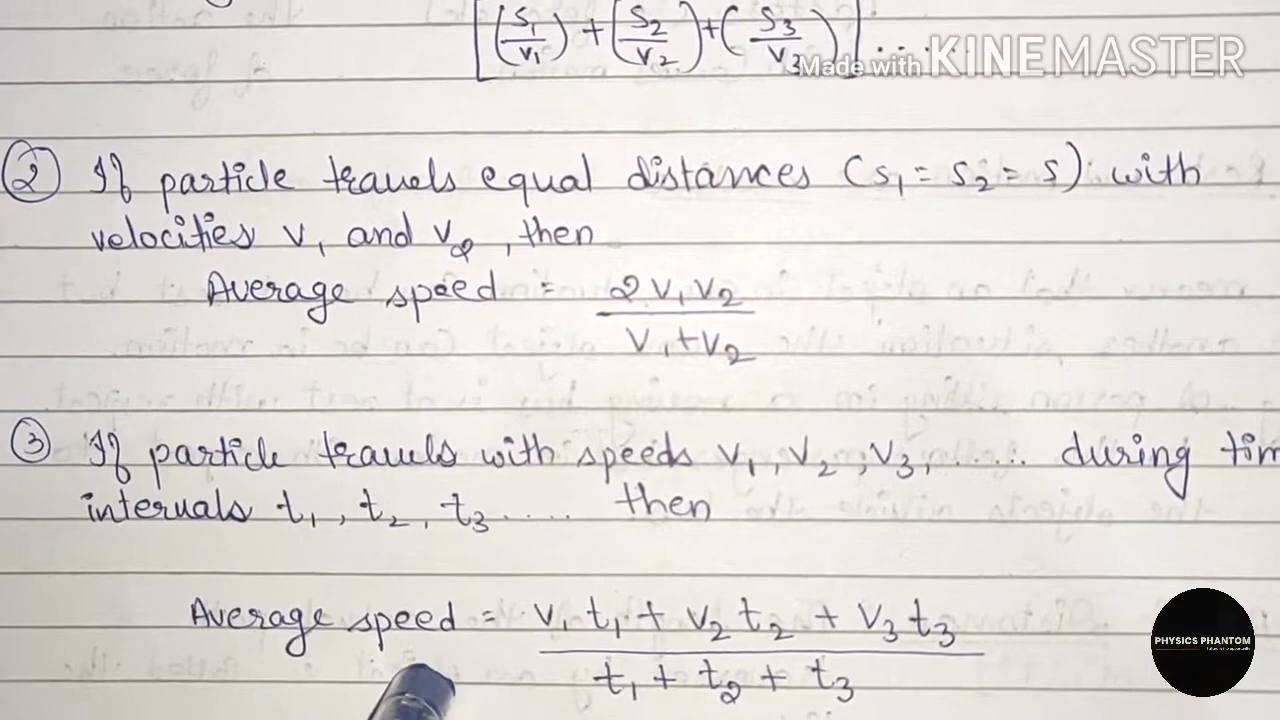 [(s₁/v₁) + (s₂/v₂) + (s₃/v₃)] .....
Made with KINEMASTER
② If particle travels equal distances (s₁ = s₂ = s) with
velocities v₁ and v₂, then
Average speed = 2v₁v₂
v₁+v₂
③ If particle travels with speeds v₁, v₂, v₃, ...... during tim
intervals t₁, t₂, t₃ .... then
Average speed = v₁t₁ + v₂t₂ + v₃t₃
t₁ + t₂ + t₃
PHYSICS PHANTOM